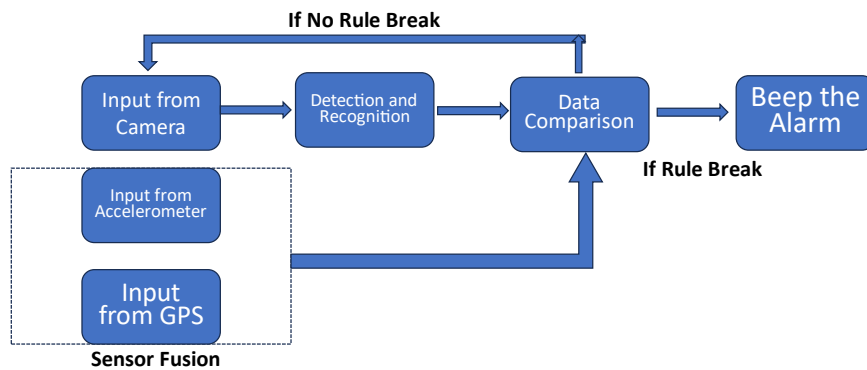 If No Rule Break
Input from
Camera
Detection and
Recognition
Data
Comparison
Beep the
Alarm
If Rule Break
Input from
Accelerometer
Input
from GPS
Sensor Fusion